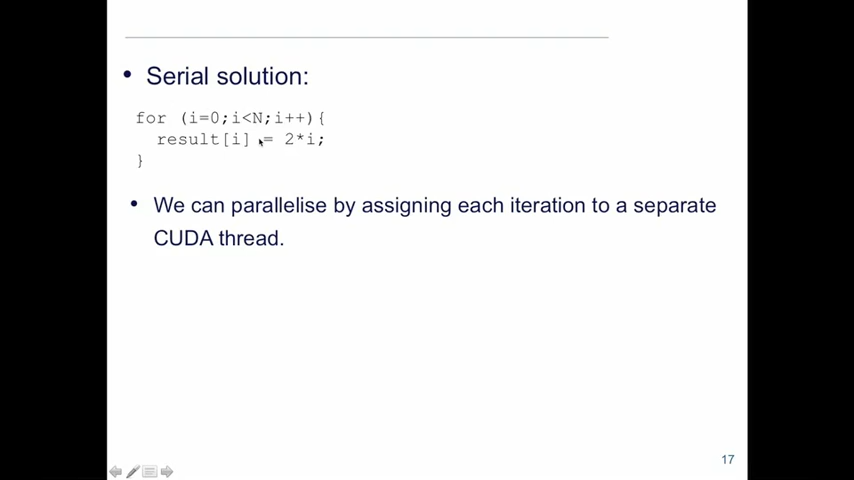 • Serial solution:
for (i=0;i<N;i++){
result[i] = 2*i;
}
• We can parallelise by assigning each iteration to a separate
CUDA thread.
17